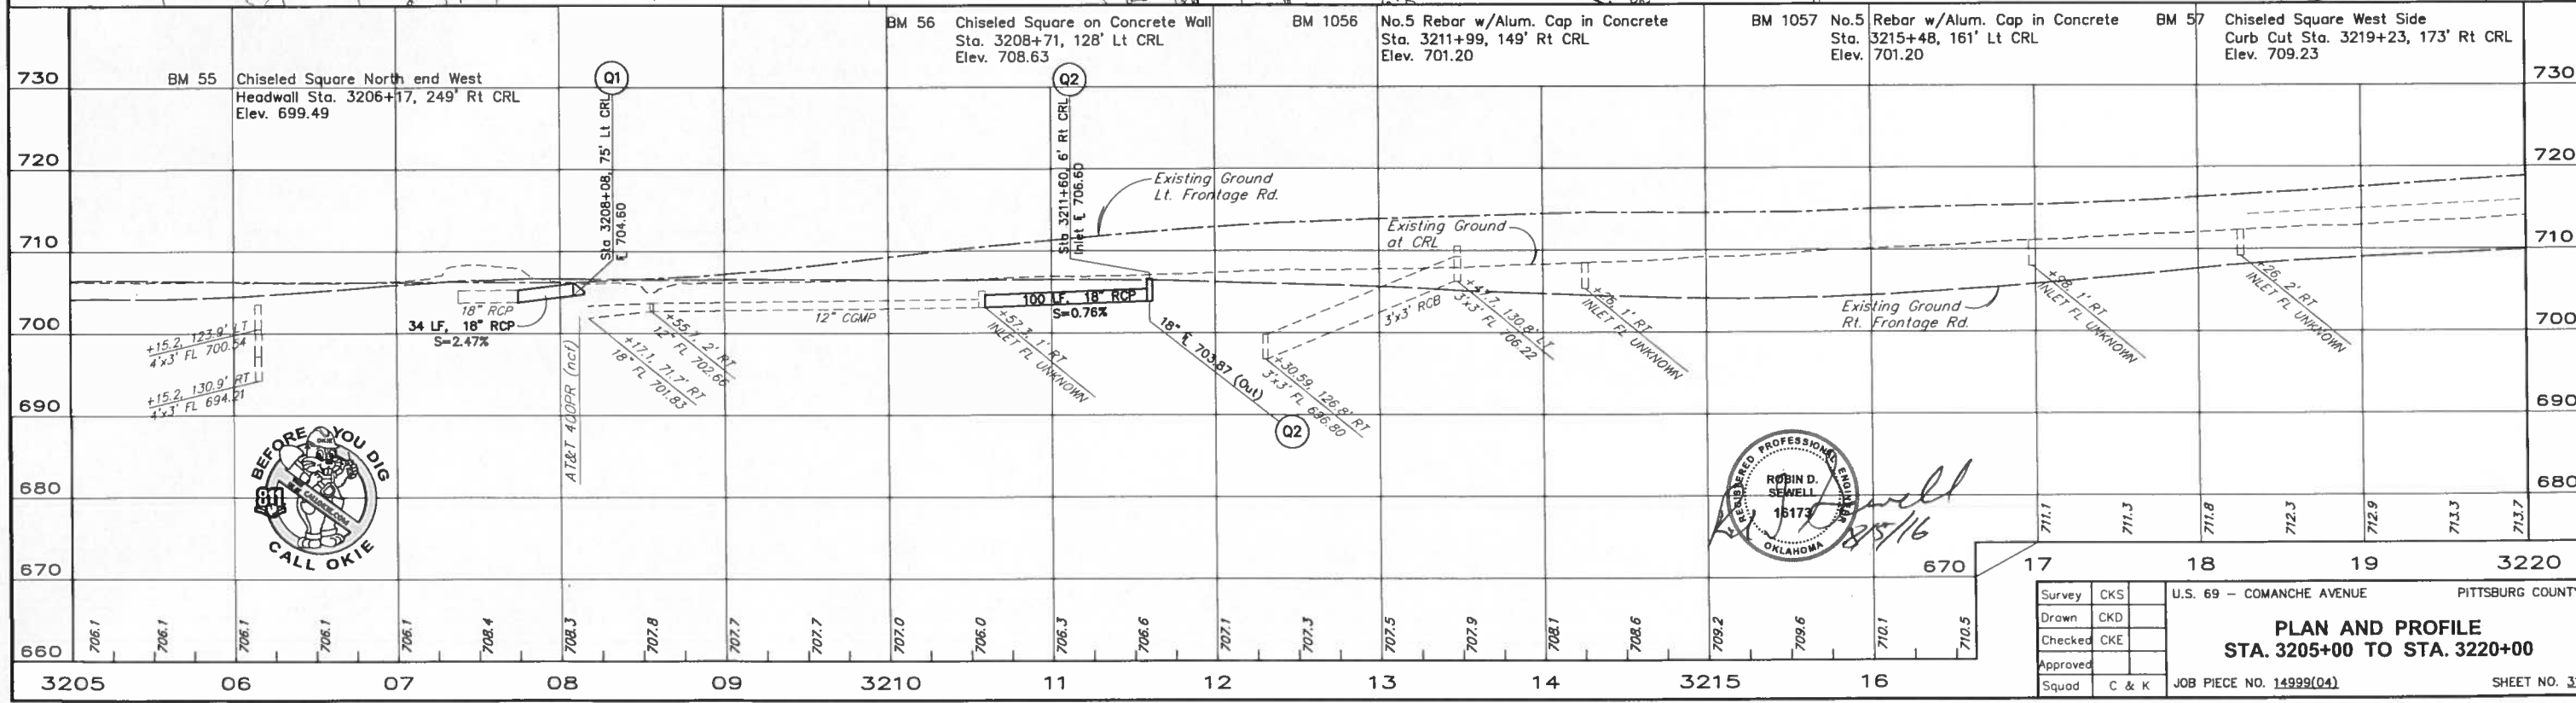 BM 55 Chiseled Square North end West
Headwall Sta. 3206+17, 249' Rt CRL
Elev. 699.49
BM 56 Chiseled Square on Concrete Wall
Sta. 3208+71, 128' Lt CRL
Elev. 708.63
BM 1056 No.5 Rebar w/Alum. Cap in Concrete
Sta. 3211+99, 149' Rt CRL
Elev. 701.20
BM 1057 No.5 Rebar w/Alum. Cap in Concrete
Sta. 3215+48, 161' Lt CRL
Elev. 701.20
BM 57 Chiseled Square West Side
Curb Cut Sta. 3219+23, 173' Rt CRL
Elev. 709.23
730
720
710
700
690
680
670
660
730
720
710
700
690
680
670
Q1
Sta 3208+08, 75' Lt CRL
℄ 704.60
Q2
Sta 3211+60, 6' Rt CRL
Inlet ℄ 706.60
Existing Ground
Lt. Frontage Rd.
Existing Ground
at CRL
Existing Ground
Rt. Frontage Rd.
+15.2, 123.9' LT
4'x3' FL 700.54
+15.2, 130.9' RT
4'x3' FL 694.21
18" RCP
34 LF, 18" RCP
S=2.47%
AT&T 400PR (ncf)
+55.7, 2' RT
12" FL 702.66
+17.1, 71.7' RT
18" FL 701.83
12" CGMP
100 LF, 18" RCP
S=0.76%
+57.3, 1' RT
INLET FL UNKNOWN
18" ℄ 703.87 (Out)
Q2
+30.59, 126.8' RT
3'x3' FL 696.80
3'x3' RCB
+47.7, 130.8' LT
3'x3' FL 706.22
+26, 1' RT
INLET FL UNKNOWN
+98, 1' RT
INLET FL UNKNOWN
+26, 2' RT
INLET FL UNKNOWN
BEFORE YOU DIG
811
CALLOKIE.COM
CALL OKIE
REGISTERED PROFESSIONAL ENGINEER
ROBIN D.
SEWELL
16173
OKLAHOMA
8/5/16
706.1
706.1
706.1
706.1
706.1
708.4
708.3
707.8
707.7
707.7
707.0
706.0
706.3
706.6
707.1
707.3
707.5
707.9
708.1
708.6
709.2
709.6
710.1
710.5
711.1
711.3
711.8
712.3
712.9
713.3
713.7
3205 06 07 08 09 3210 11 12 13 14 3215 16
17 18 19 3220
Survey CKS
Drawn CKD
Checked CKE
Approved
Squad C & K
U.S. 69 – COMANCHE AVENUE PITTSBURG COUNTY
PLAN AND PROFILE
STA. 3205+00 TO STA. 3220+00
JOB PIECE NO. 14999(04) SHEET NO.